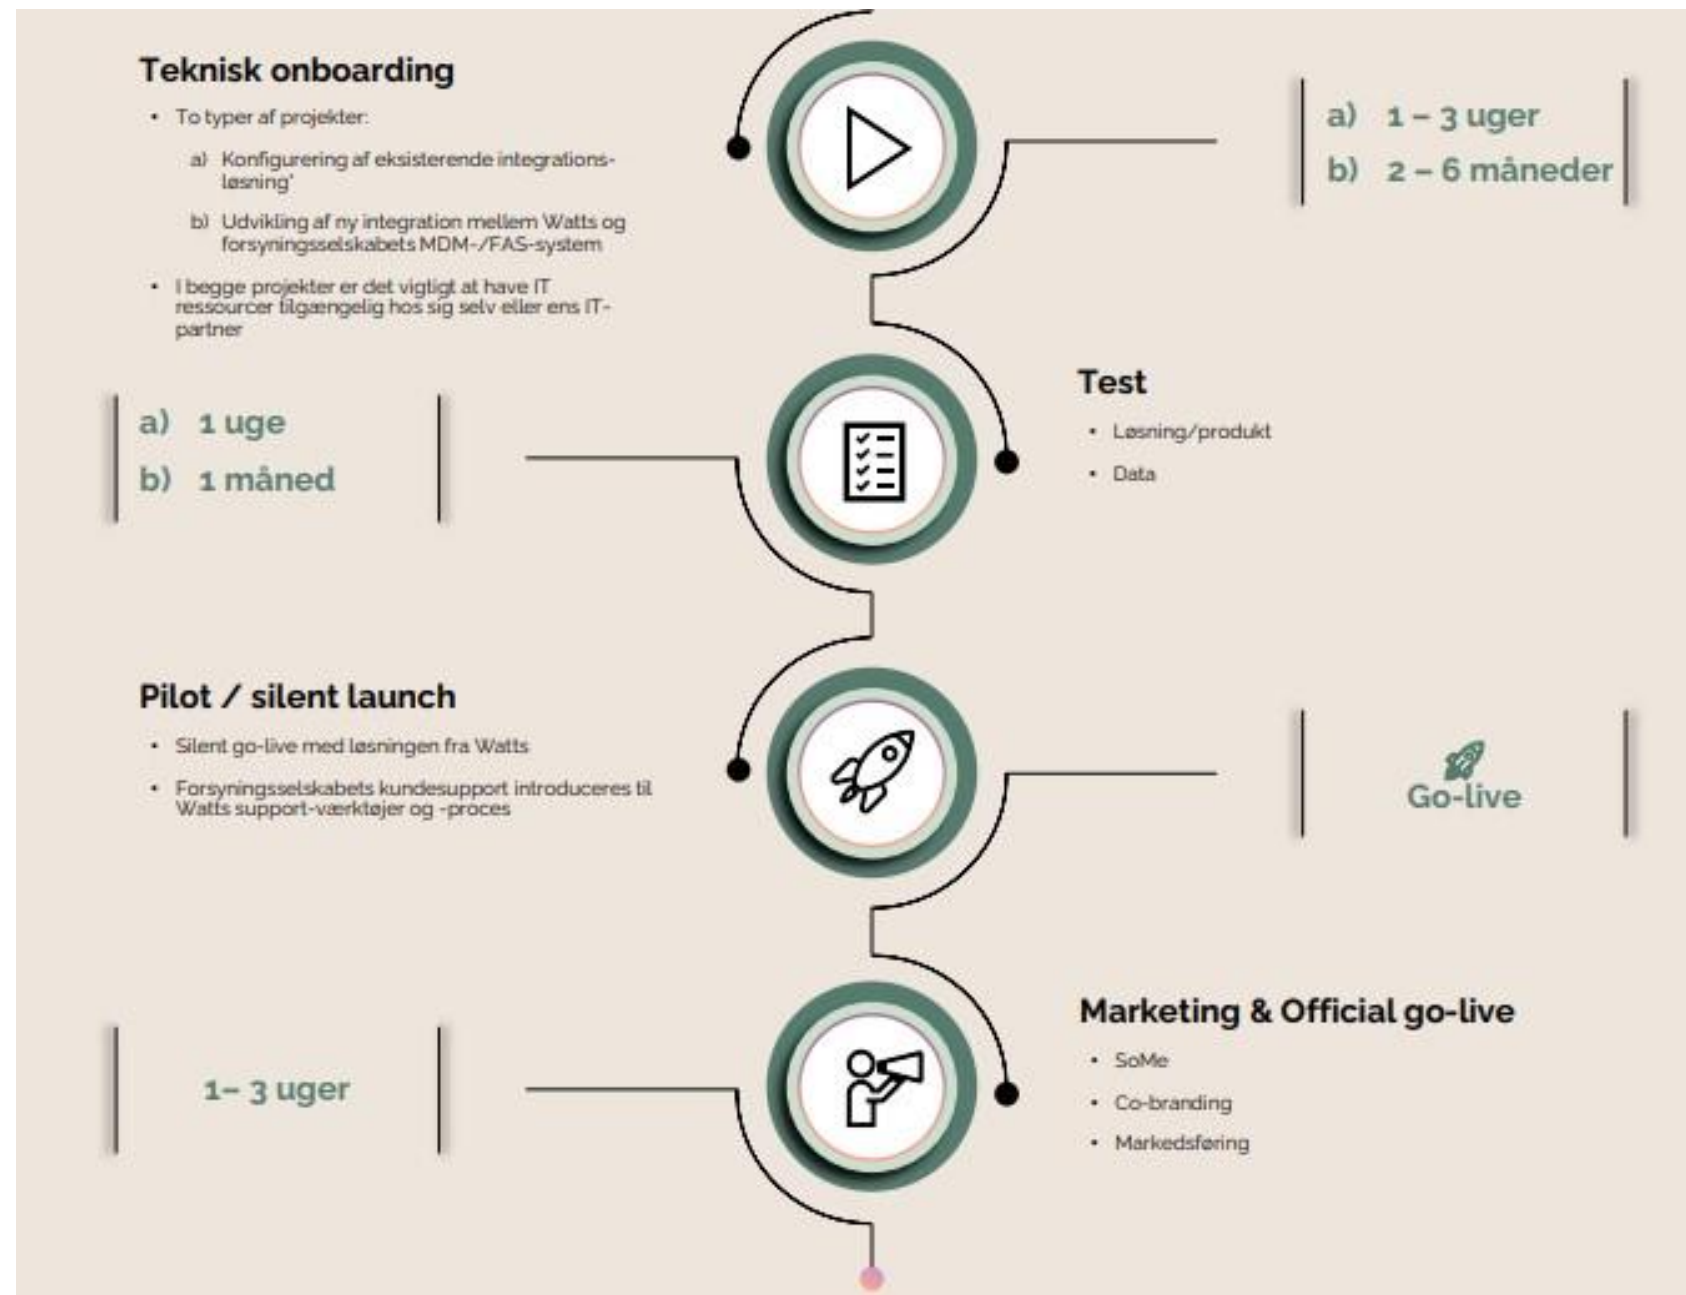 Teknisk onboarding
• To typer af projekter:
a) Konfigurering af eksisterende integrations-
løsning*
b) Udvikling af ny integration mellem Watts og
forsyningsselskabets MDM-/FAS-system
• I begge projekter er det vigtigt at have IT
ressourcer tilgængelig hos sig selv eller ens IT-
partner
a) 1 – 3 uger
b) 2 – 6 måneder
Test
• Løsning/produkt
• Data
a) 1 uge
b) 1 måned
Pilot / silent launch
• Silent go-live med løsningen fra Watts
• Forsyningsselskabets kundesupport introduceres til
Watts support-værktøjer og -proces
Go-live
Marketing & Official go-live
• SoMe
• Co-branding
• Markedsføring
1– 3 uger